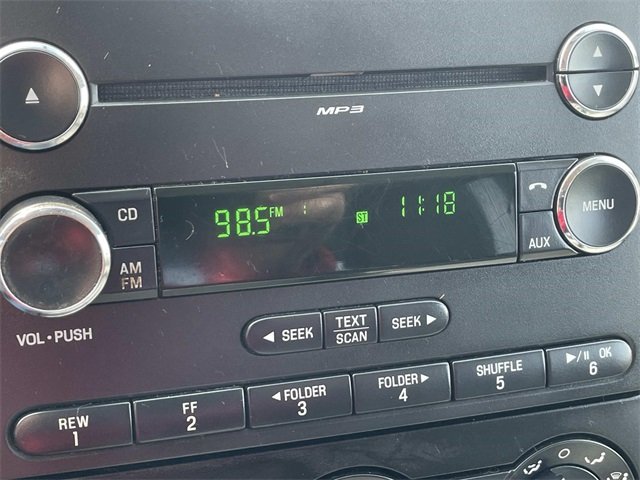 MP3
CD
98.5 FM 1 ST 11:18
MENU
AM
FM
AUX
VOL•PUSH
◄ SEEK
TEXT
SCAN
SEEK ►
REW
1
FF
2
◄ FOLDER
3
FOLDER ►
4
SHUFFLE
5
►/II OK
6